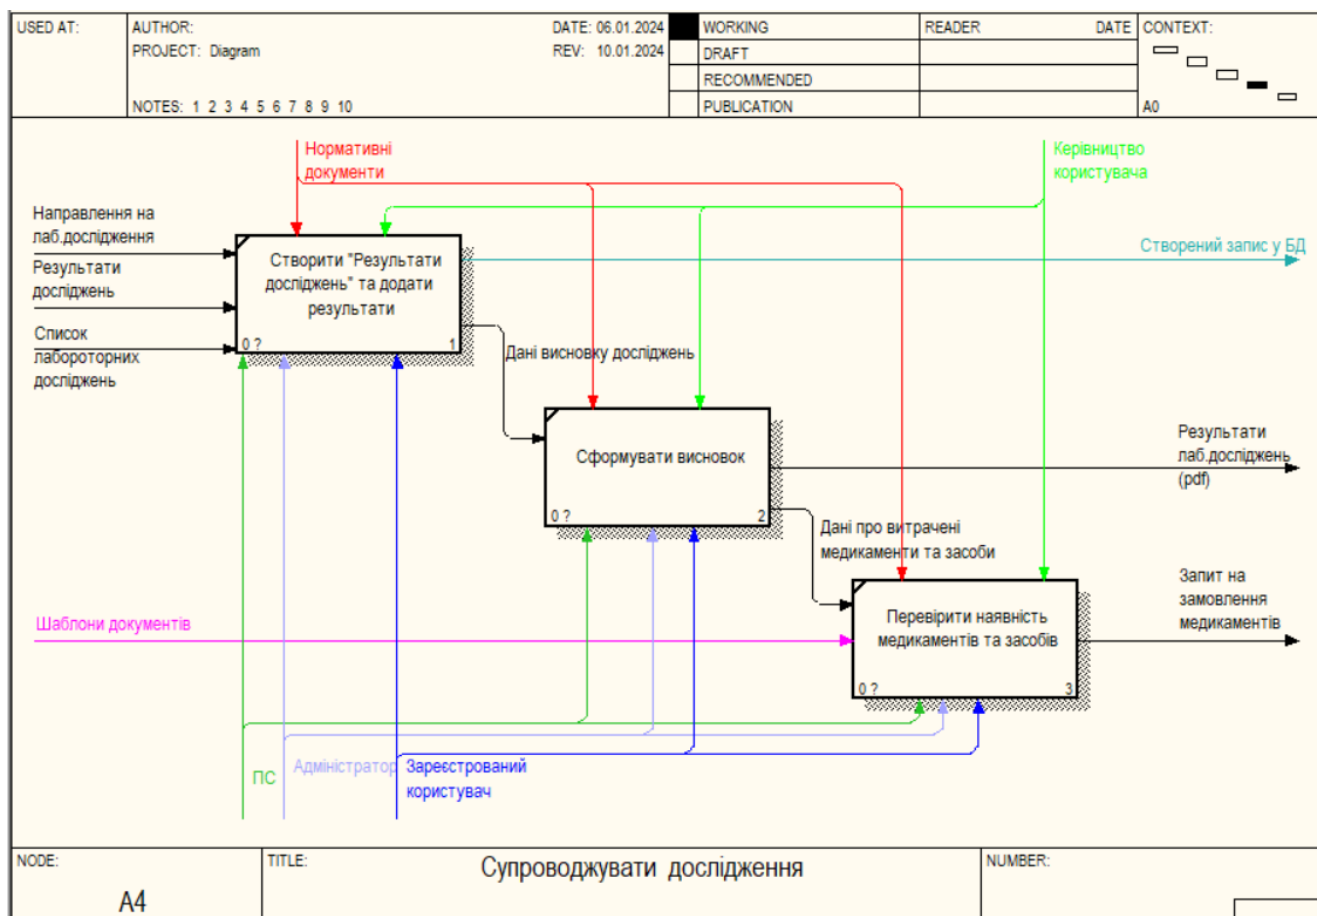 USED AT:
AUTHOR:
DATE: 06.01.2024
PROJECT: Diagram
REV: 10.01.2024
NOTES: 1 2 3 4 5 6 7 8 9 10
WORKING
DRAFT
RECOMMENDED
PUBLICATION
READER
DATE
CONTEXT:
A0
Нормативні
документи
Керівництво
користувача
Направлення на
лаб.дослідження
Результати
досліджень
Список
лабороторних
досліджень
Створити "Результати
досліджень" та додати
результати
0 ?
1
Створений запис у БД
Дані висновку досліджень
Сформувати висновок
0 ?
2
Результати
лаб.досліджень
(pdf)
Дані про витрачені
медикаменти та засоби
Запит на
замовлення
медикаментів
Перевірити наявність
медикаментів та засобів
0 ?
3
Шаблони документів
ПС
Адміністратор
Зареєстрований
користувач
NODE:
A4
TITLE:
Супроводжувати дослідження
NUMBER: